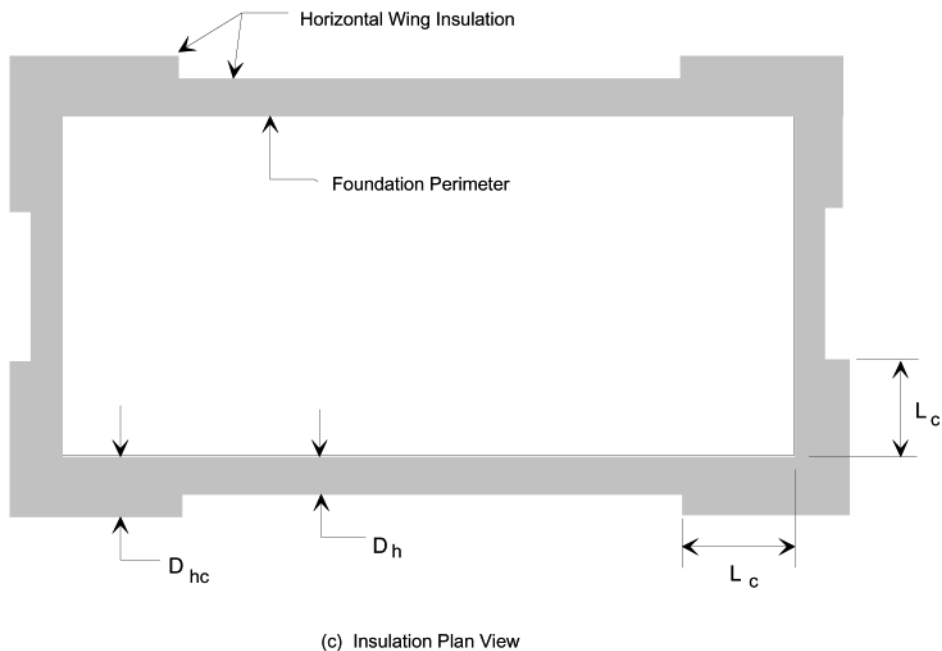 Horizontal Wing Insulation
Foundation Perimeter
L c
D h
D hc
L c
(c) Insulation Plan View